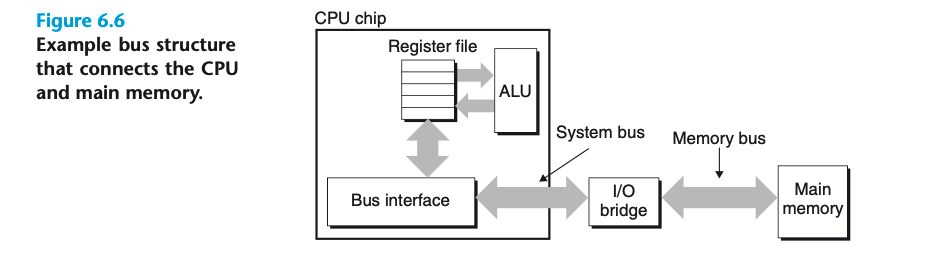 Figure 6.6
Example bus structure
that connects the CPU
and main memory.
CPU chip
Register file
ALU
System bus
Memory bus
Bus interface
I/O
bridge
Main
memory